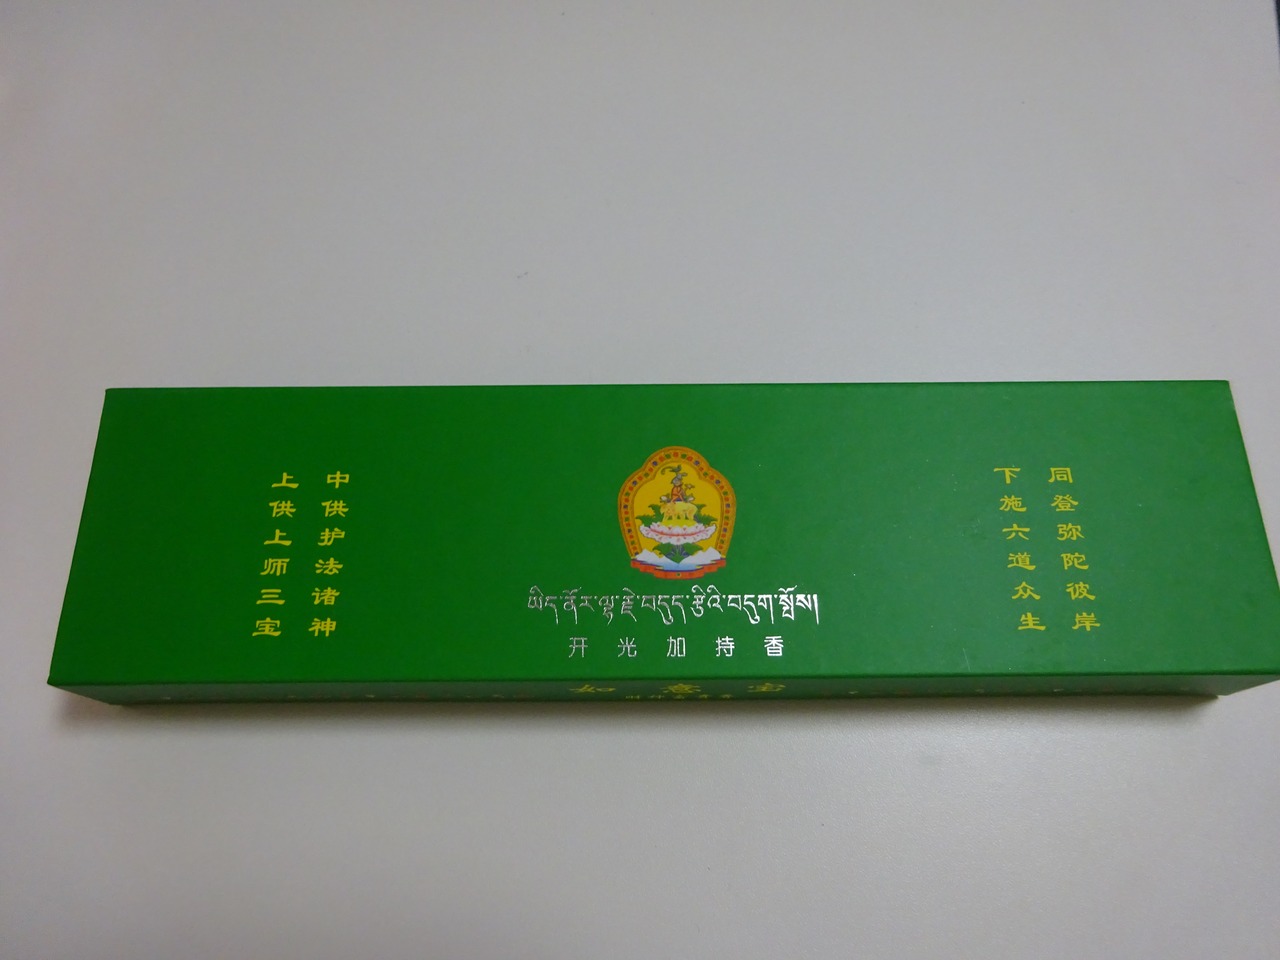 上供上师三宝
中供护法诸神
ཡིད་ནོར་ལྷ་རྫེ་བདུད་རྩིའི་བདུག་སྤོས།
开光加持香
下施六道众生
同登弥陀彼岸
如意宝